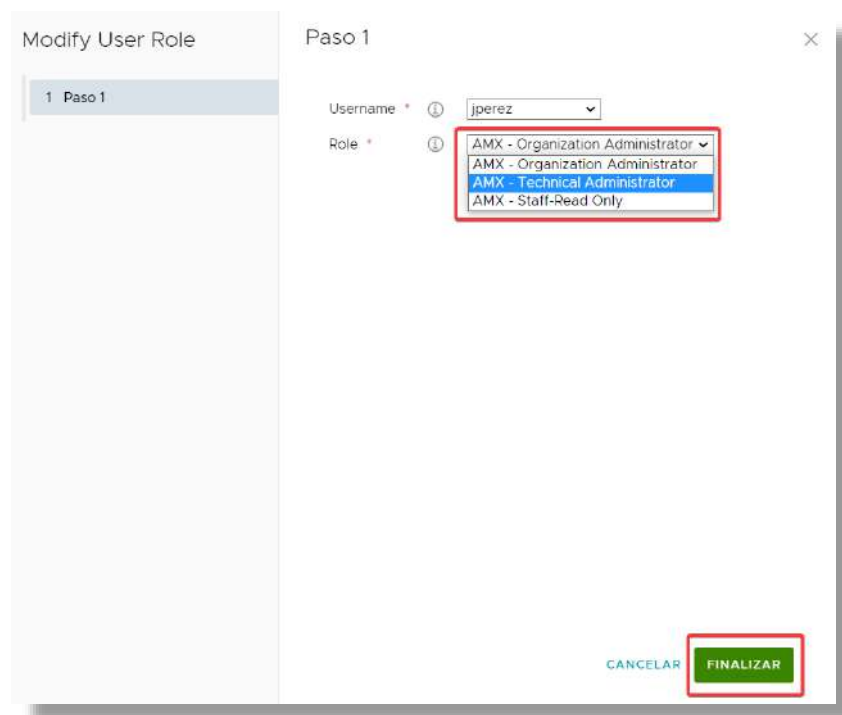 Modify User Role
Paso 1
1 Paso 1
Username * jperez
Role * AMX - Organization Administrator
AMX - Organization Administrator
AMX - Technical Administrator
AMX - Staff-Read Only
CANCELAR FINALIZAR